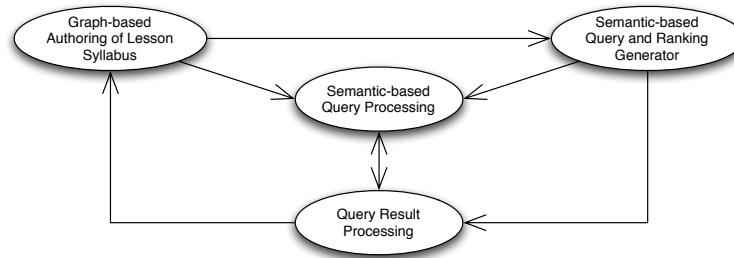 Graph-based
Authoring of Lesson
Syllabus
Semantic-based
Query and Ranking
Generator
Semantic-based
Query Processing
Query Result
Processing